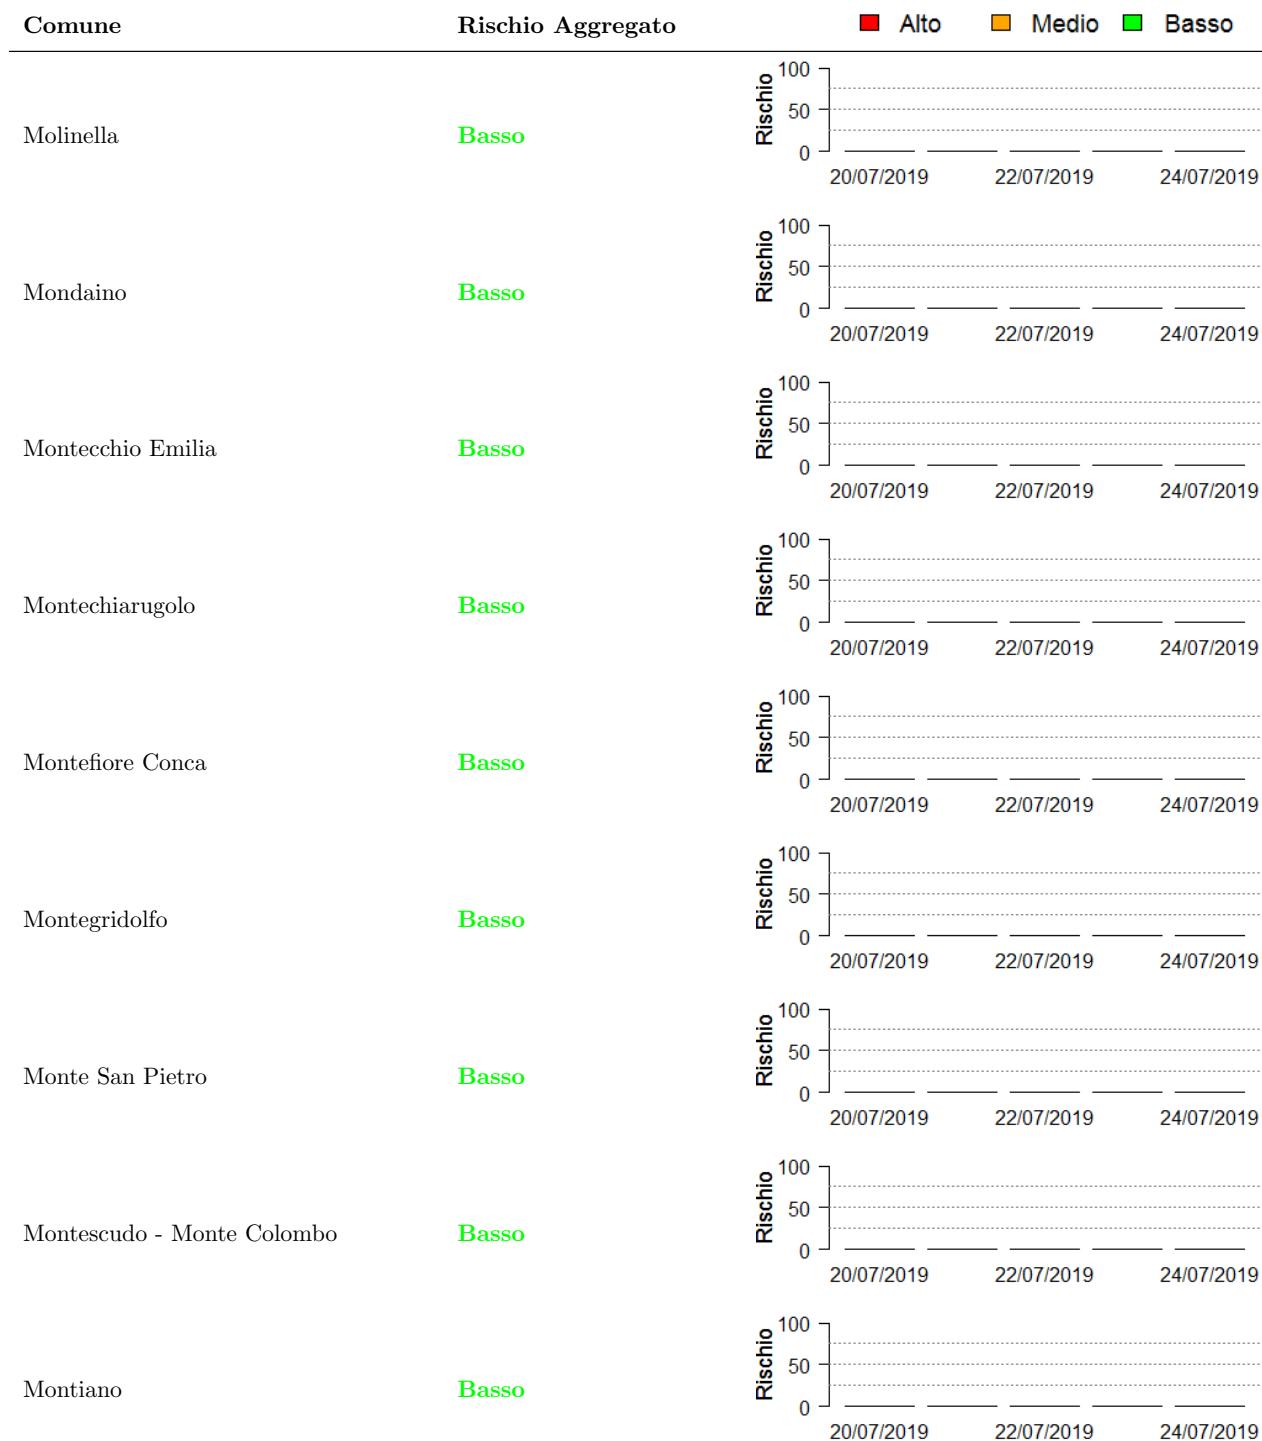 Comune Rischio Aggregato Alto Medio Basso
Molinella Basso
Rischio
100
50
0
20/07/2019 22/07/2019 24/07/2019
Mondaino Basso
Rischio
100
50
0
20/07/2019 22/07/2019 24/07/2019
Montecchio Emilia Basso
Rischio
100
50
0
20/07/2019 22/07/2019 24/07/2019
Montechiarugolo Basso
Rischio
100
50
0
20/07/2019 22/07/2019 24/07/2019
Montefiore Conca Basso
Rischio
100
50
0
20/07/2019 22/07/2019 24/07/2019
Montegridolfo Basso
Rischio
100
50
0
20/07/2019 22/07/2019 24/07/2019
Monte San Pietro Basso
Rischio
100
50
0
20/07/2019 22/07/2019 24/07/2019
Montescudo - Monte Colombo Basso
Rischio
100
50
0
20/07/2019 22/07/2019 24/07/2019
Montiano Basso
Rischio
100
50
0
20/07/2019 22/07/2019 24/07/2019